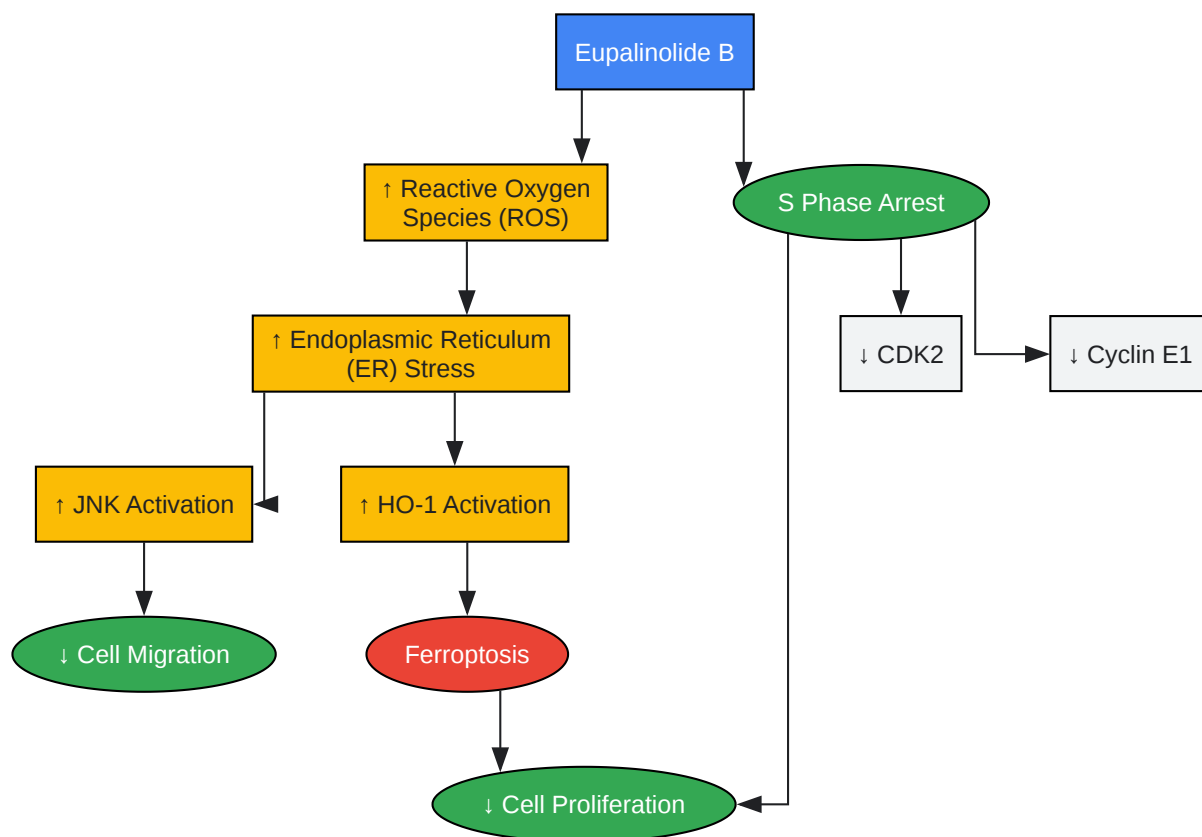 Eupalinolide B
↑ Reactive Oxygen
Species (ROS)
S Phase Arrest
↑ Endoplasmic Reticulum
(ER) Stress
↓ CDK2
↓ Cyclin E1
↑ JNK Activation
↑ HO-1 Activation
↓ Cell Migration
Ferroptosis
↓ Cell Proliferation